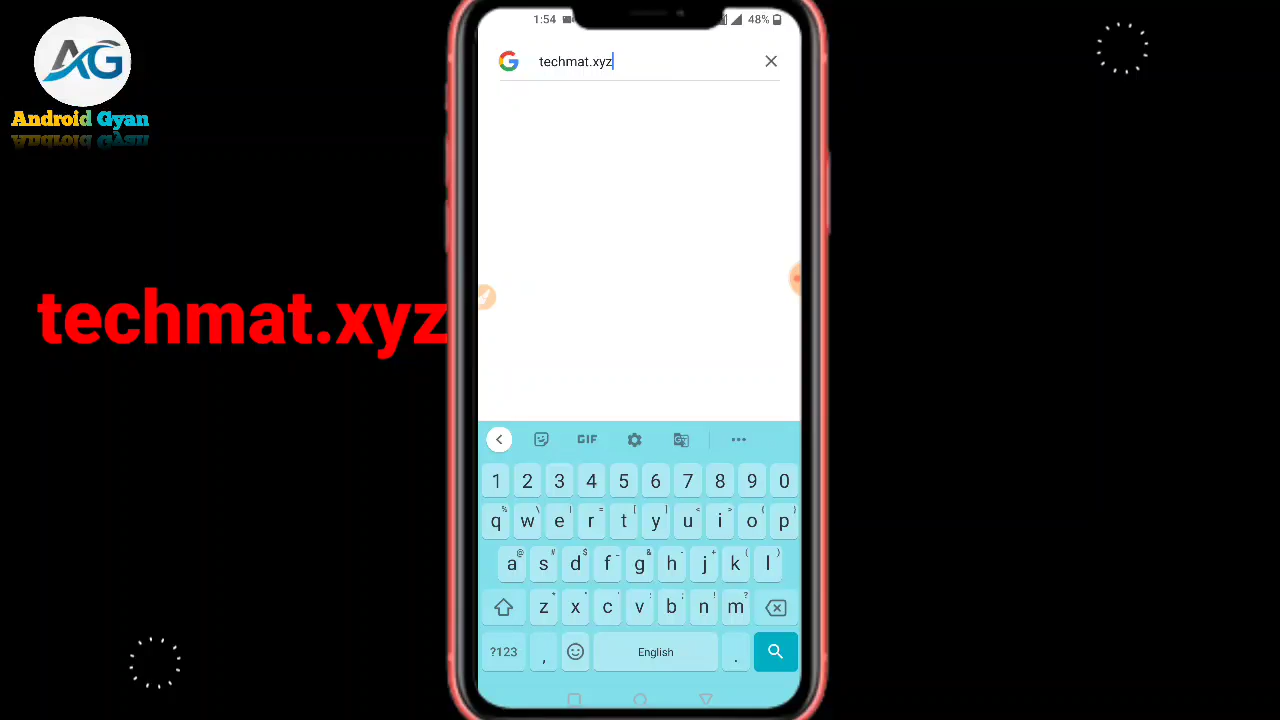 AG
Android Gyan
techmat.xyz
1:54
48%
G techmat.xyz
GIF
1 2 3 4 5 6 7 8 9 0
q w e r t y u i o p
a s d f g h j k l
z x c v b n m
?123 , English .